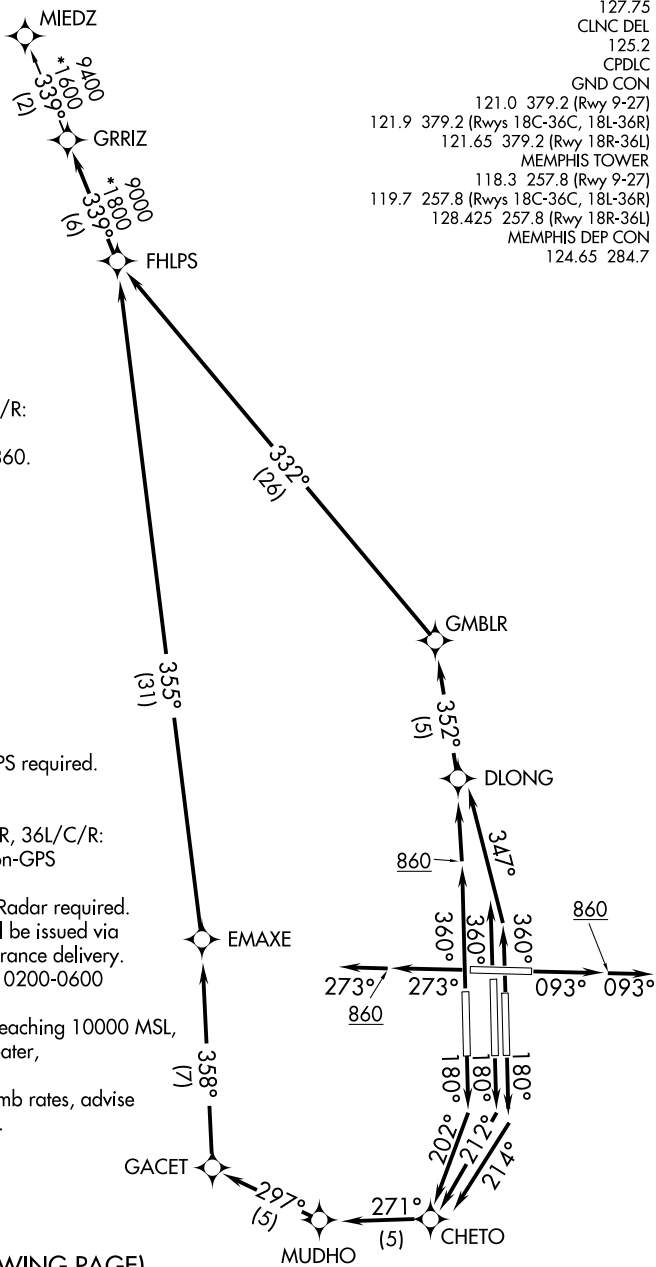 127.75
CLNC DEL
125.2
CPDLC
GND CON
121.0 379.2 (Rwy 9-27)
121.9 379.2 (Rwys 18C-36C, 18L-36R)
121.65 379.2 (Rwy 18R-36L)
MEMPHIS TOWER
118.3 257.8 (Rwy 9-27)
119.7 257.8 (Rwys 18C-36C, 18L-36R)
128.425 257.8 (Rwy 18R-36L)
MEMPHIS DEP CON
124.65 284.7
MIEDZ
9400
*1600
339°
(2)
GRRIZ
9000
*1800
339°
(6)
FHLPS
/R:
360.
332°
(26)
GMBLR
355°
(31)
352°
(5)
PS required.
DLONG
R, 36L/C/R:
on-GPS
347°
860
Radar required.
l be issued via
rance delivery.
0200-0600
360°
360°
360°
860
EMAXE
273°
273°
093°
093°
860
eaching 10000 MSL,
eater,
mb rates, advise
358°
(7)
180°
180°
180°
202°
212°
214°
GACET
297°
(5)
271°
(5)
CHETO
MUDHO
WING PAGE)